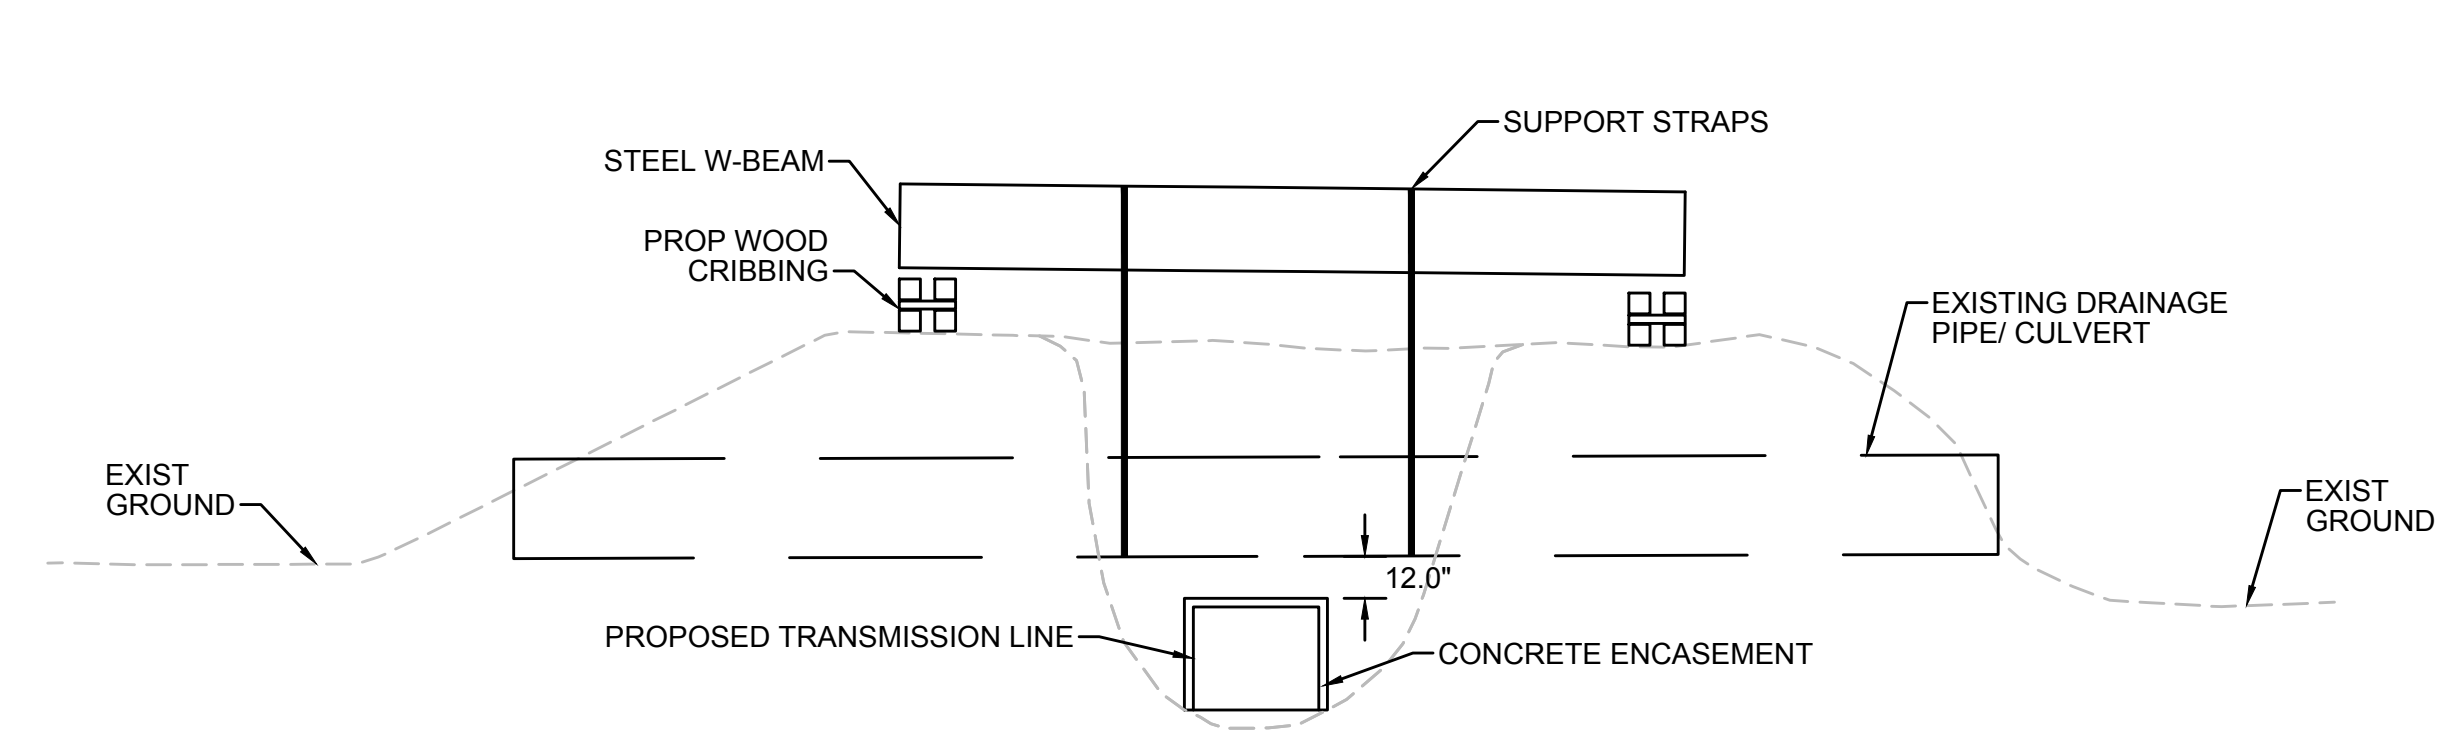 SUPPORT STRAPS
STEEL W-BEAM
PROP WOOD
CRIBBING
EXISTING DRAINAGE
PIPE/ CULVERT
EXIST
GROUND
EXIST
GROUND
12.0"
PROPOSED TRANSMISSION LINE
CONCRETE ENCASEMENT